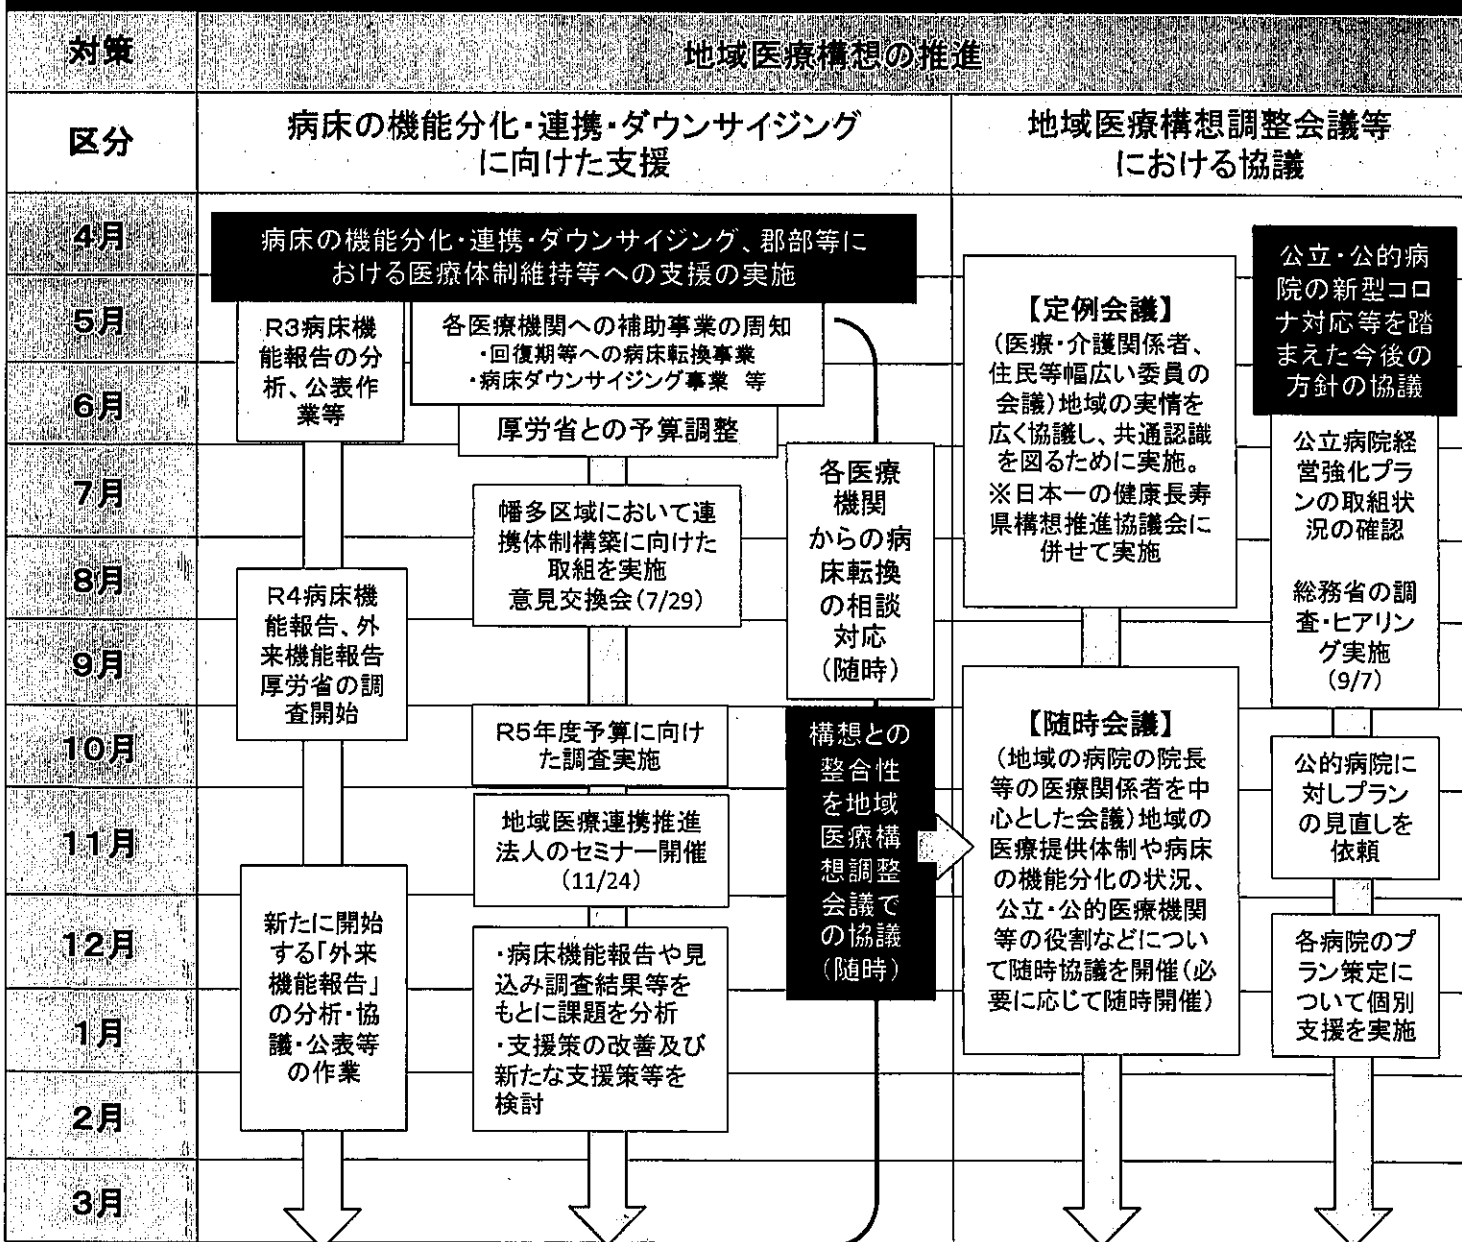 対策
地域医療構想の推進
区分
病床の機能分化・連携・ダウンサイジング
に向けた支援
地域医療構想調整会議等
における協議
4月
5月
6月
7月
8月
9月
10月
11月
12月
1月
2月
3月
病床の機能分化・連携・ダウンサイジング、郡部等に
おける医療体制維持等への支援の実施
R3病床機
能報告の分
析、公表作
業等
R4病床機
能報告、外
来機能報告
厚労省の調
査開始
新たに開始
する「外来
機能報告」
の分析・協
議・公表等
の作業
各医療機関への補助事業の周知
・回復期等への病床転換事業
・病床ダウンサイジング事業 等
厚労省との予算調整
幡多区域において連
携体制構築に向けた
取組を実施
意見交換会(7/29)
R5年度予算に向け
た調査実施
地域医療連携推進
法人のセミナー開催
(11/24)
・病床機能報告や見
込み調査結果等を
もとに課題を分析
・支援策の改善及び
新たな支援策等を
検討
各医療
機関
からの病
床転換
の相談
対応
(随時)
構想との
整合性
を地域
医療構
想調整
会議で
の協議
(随時)
【定例会議】
(医療・介護関係者、
住民等幅広い委員の
会議)地域の実情を
広く協議し、共通認識
を図るために実施。
※日本一の健康長寿
県構想推進協議会に
併せて実施
【随時会議】
(地域の病院の院長
等の医療関係者を中
心とした会議)地域の
医療提供体制や病床
の機能分化の状況、
公立・公的医療機関
等の役割などについ
て随時協議を開催(必
要に応じて随時開催)
公立・公的病
院の新型コロ
ナ対応等を踏
まえた今後の
方針の協議
公立病院経
営強化プラ
ンの取組状
況の確認
総務省の調
査・ヒアリン
グ実施
(9/7)
公的病院に
対しプラン
の見直しを
依頼
各病院のプ
ラン策定に
ついて個別
支援を実施